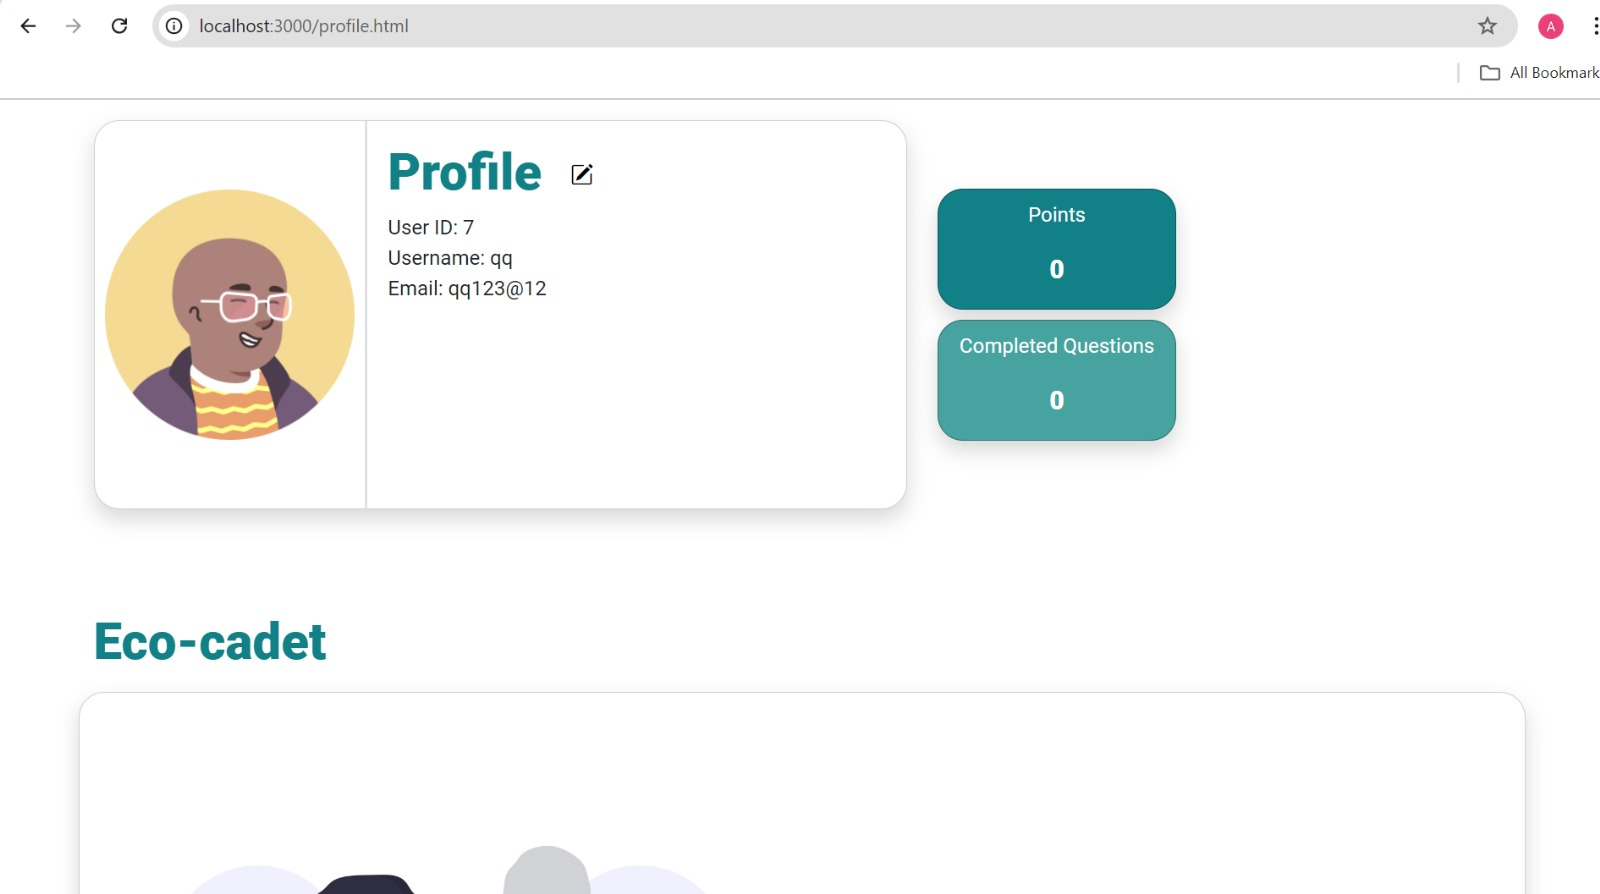 localhost:3000/profile.html
A
All Bookmark
Profile
User ID: 7
Username: qq
Email: qq123@12
Points
0
Completed Questions
0
Eco-cadet